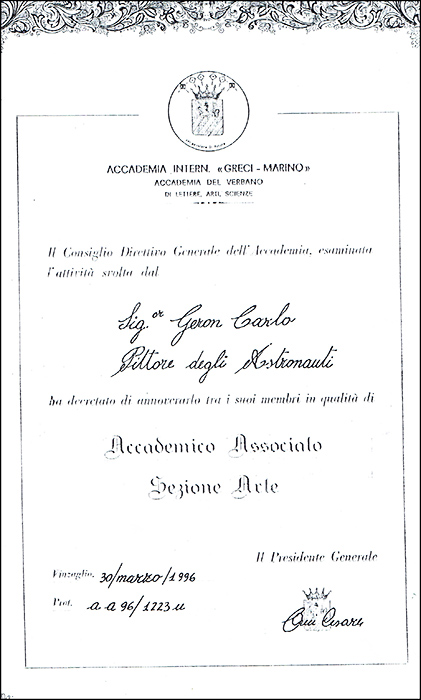 ACCADEMIA INTERN. «GRECI - MARINO»
ACCADEMIA DEL VERBANO
DI LETTERE, ARTI, SCIENZE
Il Consiglio Direttivo Generale dell'Accademia, esaminata
l'attività svolta dal
Sig.or Geron Carlo
Pittore degli Astronauti
ha decretato di annoverarlo tra i suoi membri in qualità di
Accademico Associato
Sezione Arte
Il Presidente Generale
Vinzaglio, 30/marzo/1996
Prot. a a 96/1223 u